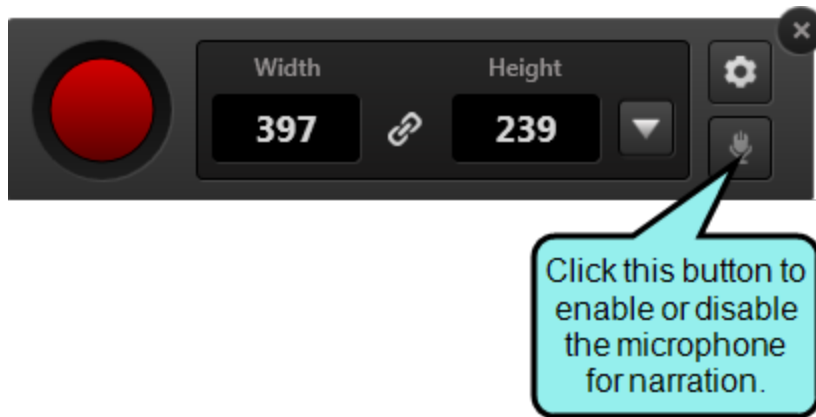 Width Height
397 239
Click this button to
enable or disable
the microphone
for narration.